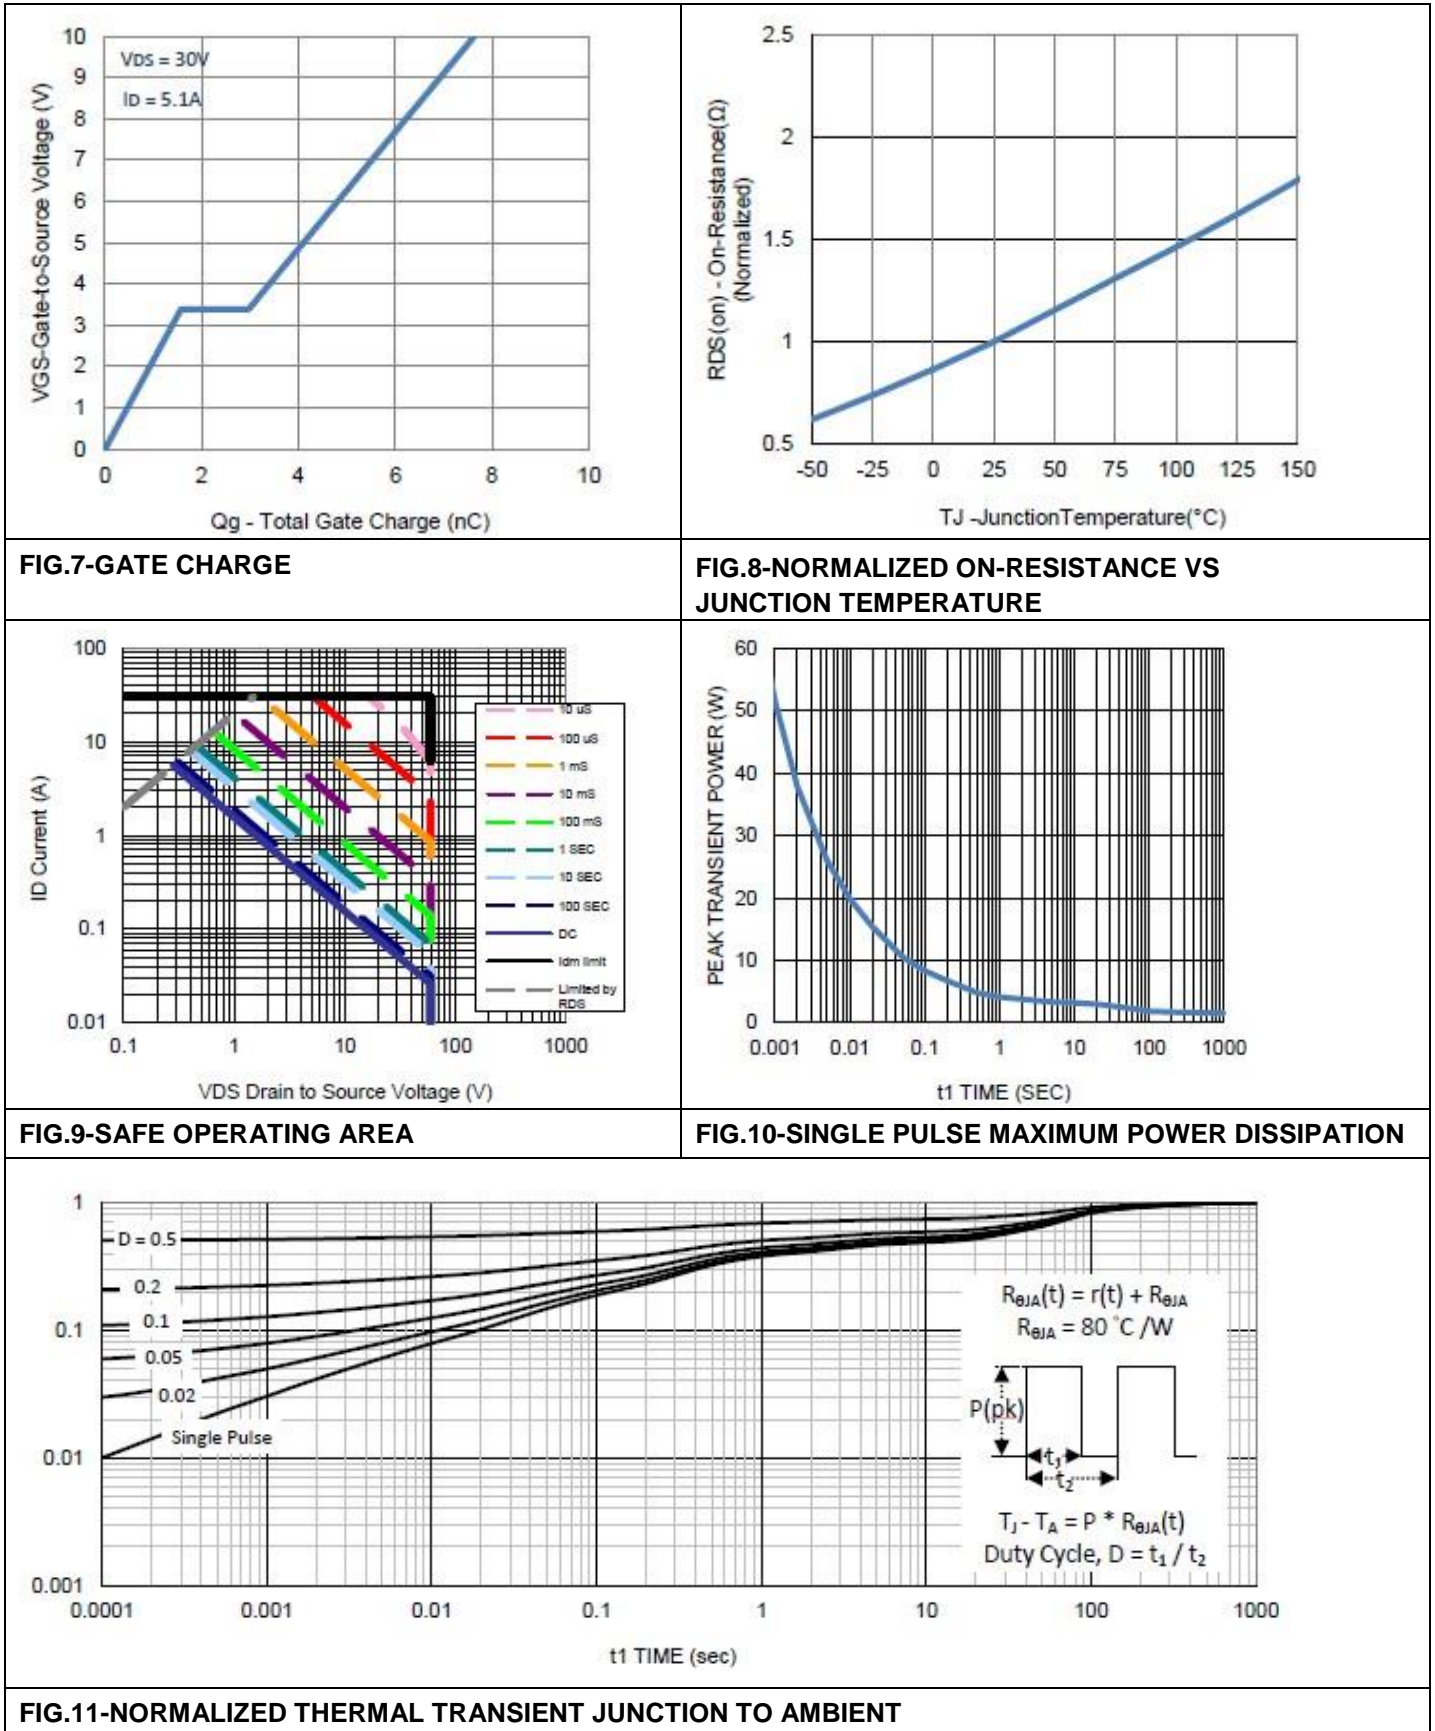 10
9
8
7
6
5
4
3
2
1
0
VDS = 30V
ID = 5.1A
VGS-Gate-to-Source Voltage (V)
0 2 4 6 8 10
Qg - Total Gate Charge (nC)
FIG.7-GATE CHARGE
2.5
2
1.5
1
0.5
RDS(on) - On-Resistance(Ω)
(Normalized)
-50 -25 0 25 50 75 100 125 150
TJ -JunctionTemperature(°C)
FIG.8-NORMALIZED ON-RESISTANCE VS
JUNCTION TEMPERATURE
100
10
1
0.1
0.01
ID Current (A)
0.1 1 10 100 1000
VDS Drain to Source Voltage (V)
10 uS
100 uS
1 mS
10 mS
100 mS
1 SEC
10 SEC
100 SEC
DC
Idm limit
Limited by
RDS
FIG.9-SAFE OPERATING AREA
60
50
40
30
20
10
0
PEAK TRANSIENT POWER (W)
0.001 0.01 0.1 1 10 100 1000
t1 TIME (SEC)
FIG.10-SINGLE PULSE MAXIMUM POWER DISSIPATION
1
0.1
0.01
0.001
D = 0.5
0.2
0.1
0.05
0.02
Single Pulse
RθJA(t) = r(t) + RθJA
RθJA = 80 °C /W
P(pk)
t1
t2
TJ - TA = P * RθJA(t)
Duty Cycle, D = t1 / t2
0.0001 0.001 0.01 0.1 1 10 100 1000
t1 TIME (sec)
FIG.11-NORMALIZED THERMAL TRANSIENT JUNCTION TO AMBIENT